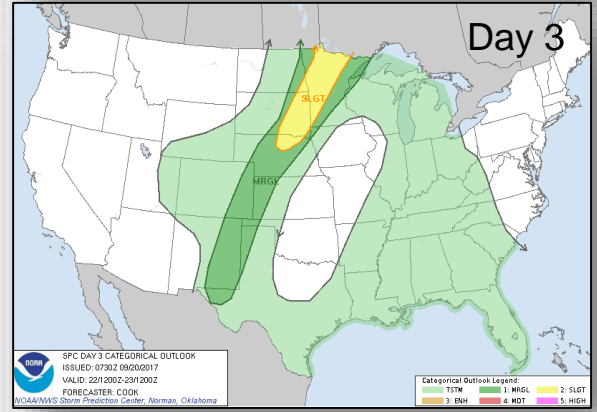 Day 3
SLGT
MRGL
NOAA
SPC DAY 3 CATEGORICAL OUTLOOK
ISSUED: 0730Z 09/20/2017
VALID: 22/1200Z-23/1200Z
FORECASTER: COOK
NOAA/NWS Storm Prediction Center, Norman, Oklahoma
Categorical Outlook Legend:
TSTM 1: MRGL 2: SLGT
3: ENH 4: MDT 5: HIGH